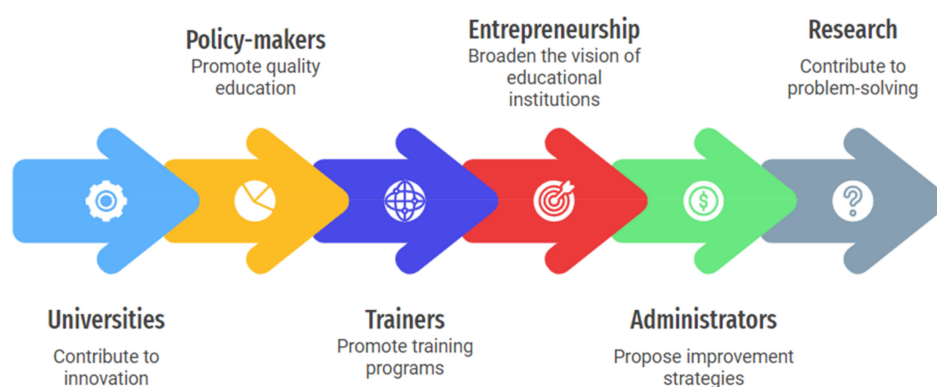 Policy-makers
Promote quality
education
Entrepreneurship
Broaden the vision of
educational
institutions
Research
Contribute to
problem-solving
$
?
Universities
Contribute to
innovation
Trainers
Promote training
programs
Administrators
Propose improvement
strategies